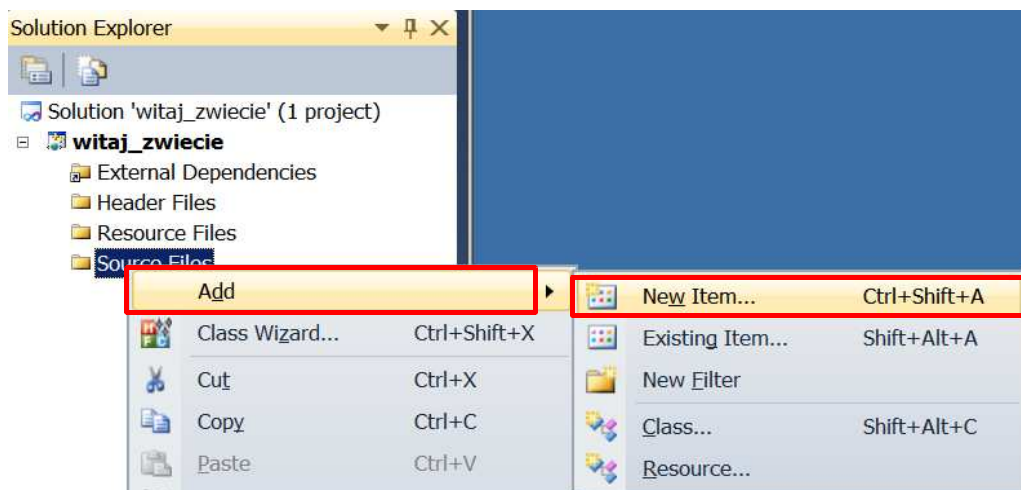 Solution Explorer
Solution 'witaj_zwiecie' (1 project)
witaj_zwiecie
External Dependencies
Header Files
Resource Files
Source Files
Add
Class Wizard... Ctrl+Shift+X
Cut Ctrl+X
Copy Ctrl+C
Paste Ctrl+V
New Item... Ctrl+Shift+A
Existing Item... Shift+Alt+A
New Filter
Class... Shift+Alt+C
Resource...